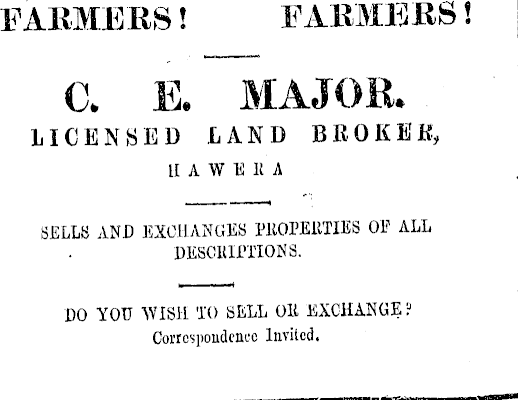 FARMERS! FARMERS!
C. E. MAJOR.
LICENSED LAND BROKER,
HAWERA
SELLS AND EXCHANGES PROPERTIES OF ALL
DESCRIPTIONS.
DO YOU WISH TO SELL OR EXCHANGE?
Correspondence Invited.